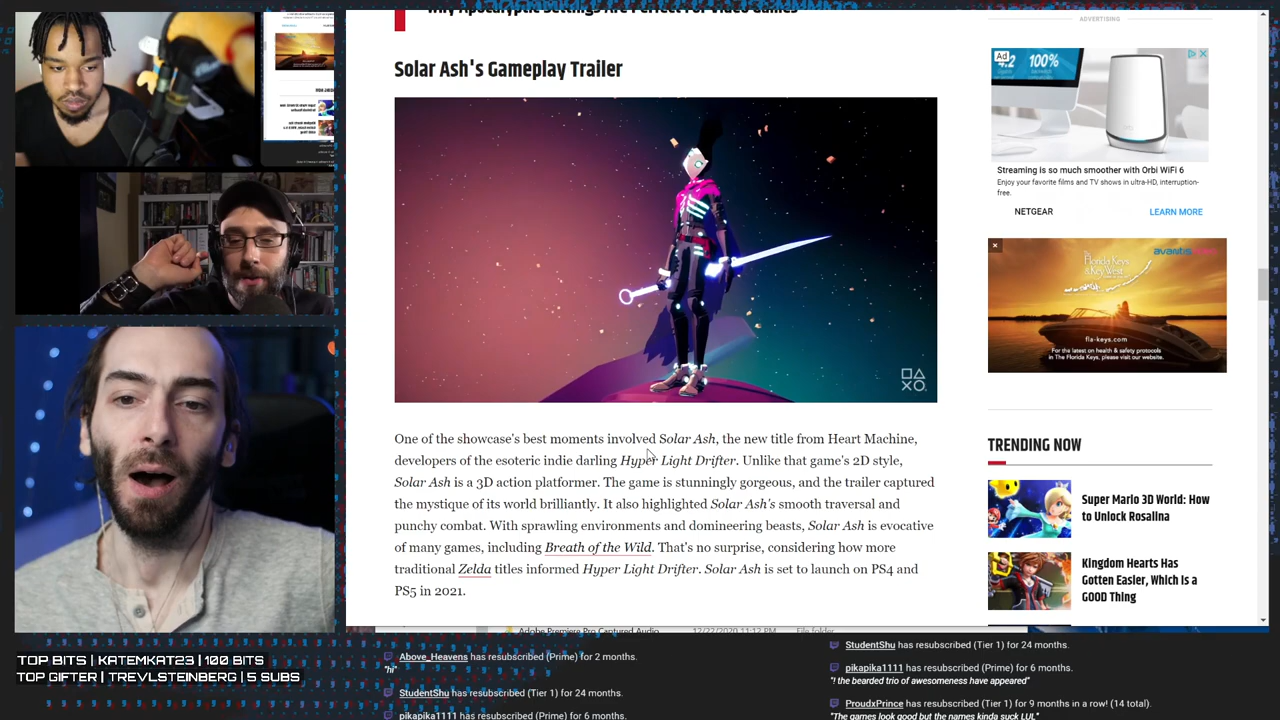 Solar Ash's Gameplay Trailer
One of the showcase's best moments involved Solar Ash, the new title from Heart Machine,
developers of the esoteric indie darling Hyper Light Drifter. Unlike that game's 2D style,
Solar Ash is a 3D action platformer. The game is stunningly gorgeous, and the trailer captured
the mystique of its world brilliantly. It also highlighted Solar Ash's smooth traversal and
punchy combat. With sprawling environments and domineering beasts, Solar Ash is evocative
of many games, including Breath of the Wild. That's no surprise, considering how more
traditional Zelda titles informed Hyper Light Drifter. Solar Ash is set to launch on PS4 and
PS5 in 2021.
ADVERTISING
Ad
4.2
100%
Streaming is so much smoother with Orbi WiFi 6
Enjoy your favorite films and TV shows in ultra-HD, interruption-
free.
NETGEAR
LEARN MORE
The Florida Keys
& Key West
fla-keys.com
For the latest on health & safety protocols
in The Florida Keys, please visit our website.
TRENDING NOW
Super Mario 3D World: How
to Unlock Rosalina
Kingdom Hearts Has
Gotten Easier, Which Is a
GOOD Thing
Adobe Premiere Pro Captured Audio 12/22/2020 11:12 PM File folder
TOP BITS | KATEMKAT23 | 100 BITS
TOP GIFTER | TREVLSTEINBERG | 5 SUBS
Above_Heavens has resubscribed (Prime) for 2 months.
"hi"
StudentShu has resubscribed (Tier 1) for 24 months.
pikapika1111 has resubscribed (Prime) for 6 months.
StudentShu has resubscribed (Tier 1) for 24 months.
pikapika1111 has resubscribed (Prime) for 6 months.
"! the bearded trio of awesomeness have appeared"
ProudxPrince has resubscribed (Tier 1) for 9 months in a row! (14 total).
"The games look good but the names kinda suck LUL"